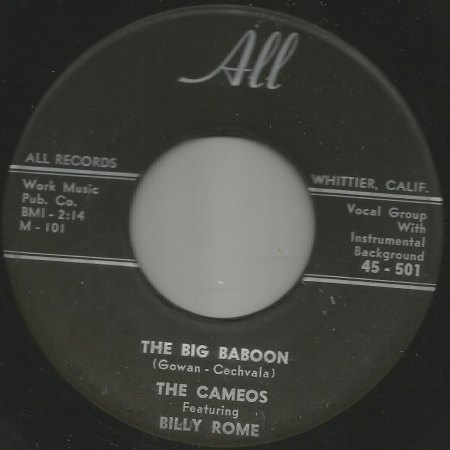 All
ALL RECORDS
Work Music
Pub. Co.
BMI - 2:14
M - 101
WHITTIER, CALIF.
Vocal Group
With
Instrumental
Background
45 - 501
THE BIG BABOON
(Gowan - Cechvala)
THE CAMEOS
Featuring
BILLY ROME